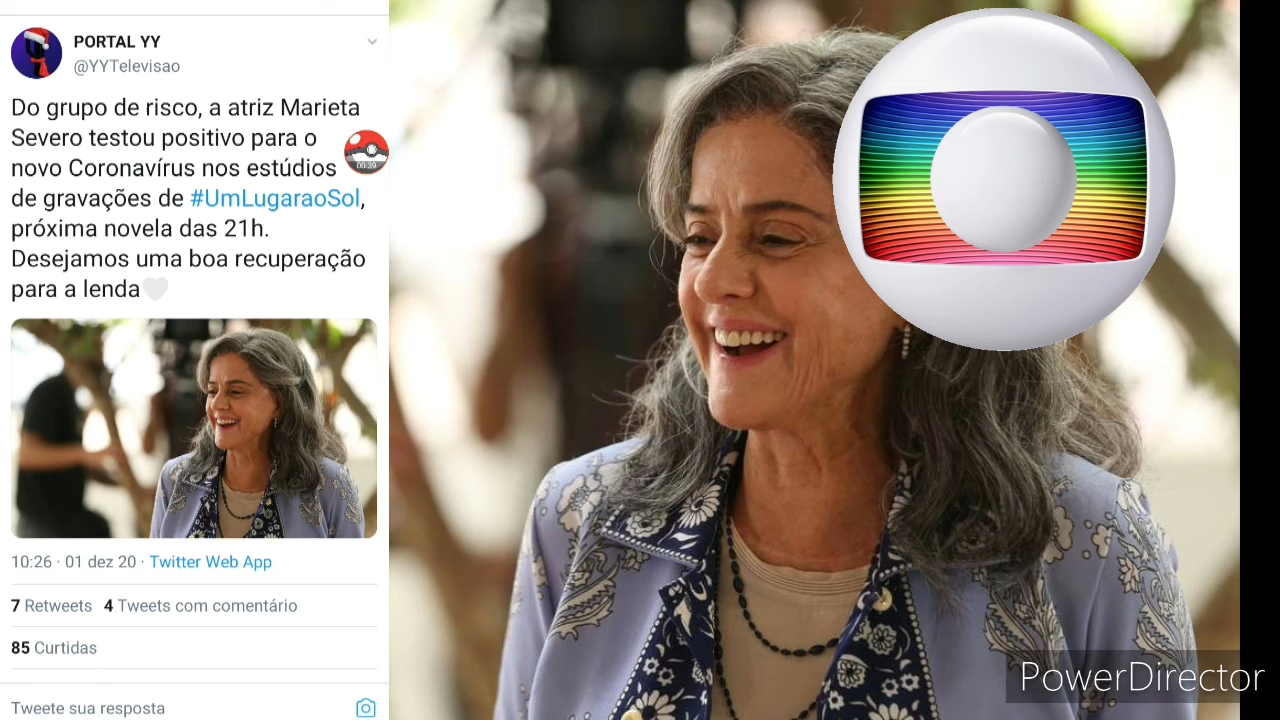 PORTAL YY
@YYTelevisao
Do grupo de risco, a atriz Marieta
Severo testou positivo para o
novo Coronavírus nos estúdios
de gravações de #UmLugaraoSol,
próxima novela das 21h.
Desejamos uma boa recuperação
para a lenda🤍
00:39
10:26 · 01 dez 20 · Twitter Web App
7 Retweets 4 Tweets com comentário
85 Curtidas
Tweete sua resposta
PowerDirector